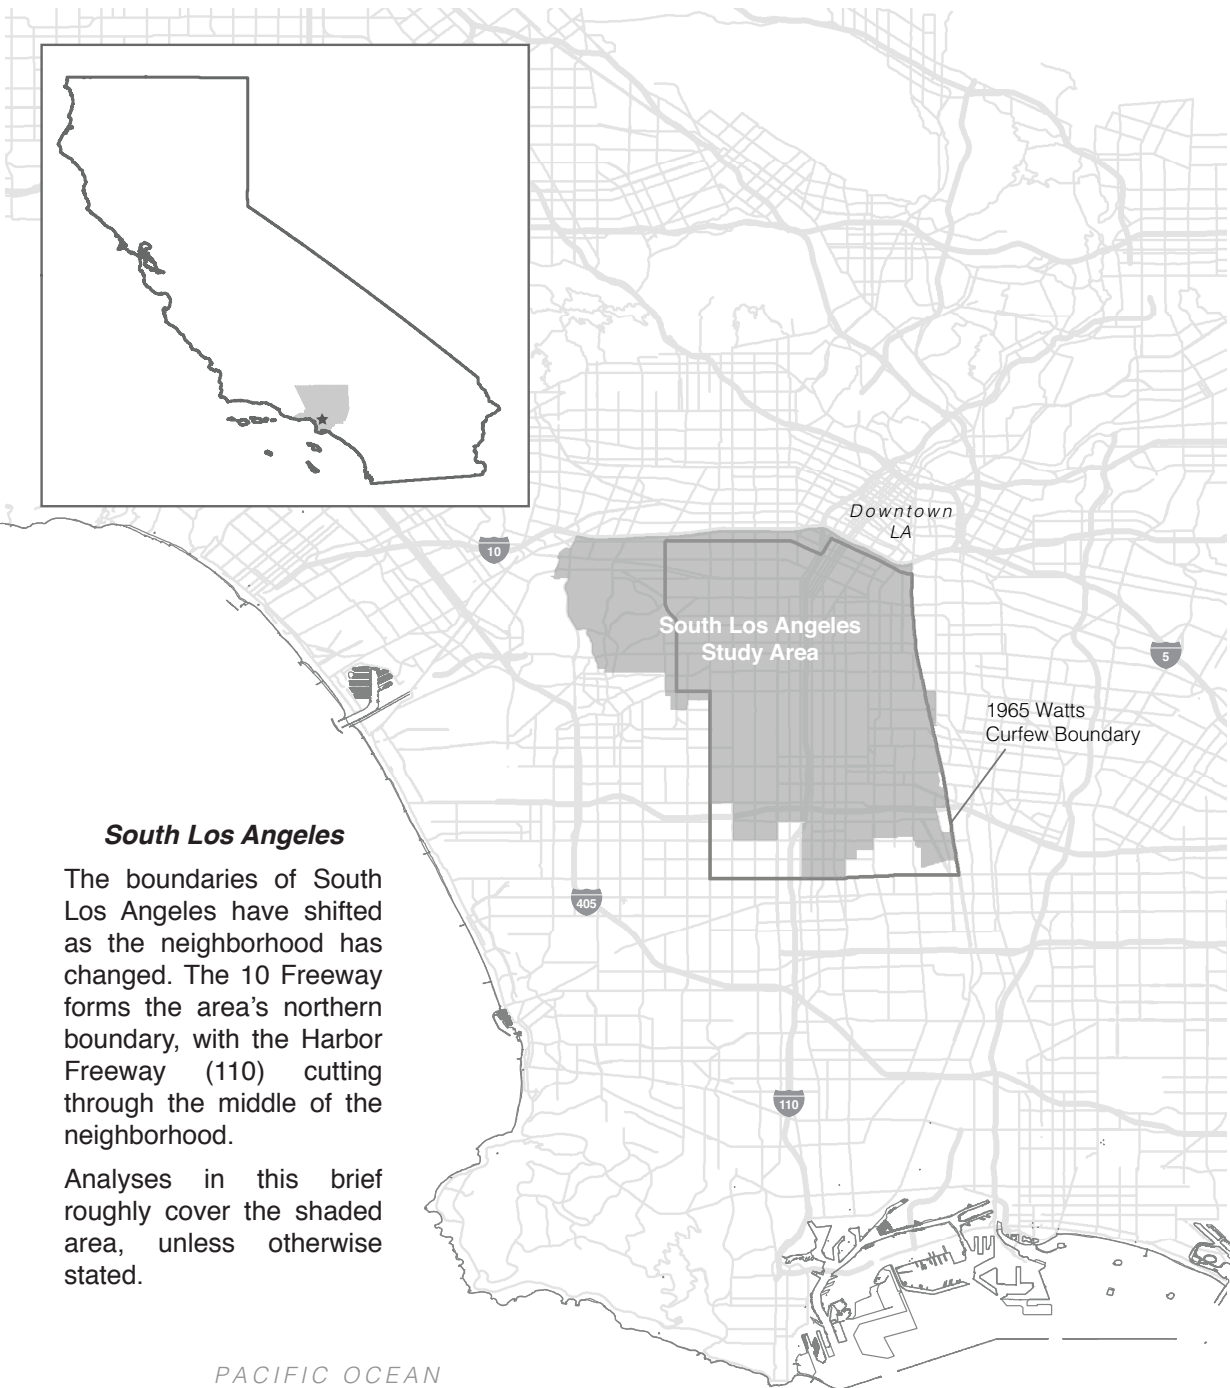 Downtown
LA
10
South Los Angeles
Study Area
5
1965 Watts
Curfew Boundary
South Los Angeles
The boundaries of South
Los Angeles have shifted
as the neighborhood has
changed. The 10 Freeway
forms the area’s northern
boundary, with the Harbor
Freeway (110) cutting
through the middle of the
neighborhood.
Analyses in this brief
roughly cover the shaded
area, unless otherwise
stated.
405
110
PACIFIC OCEAN